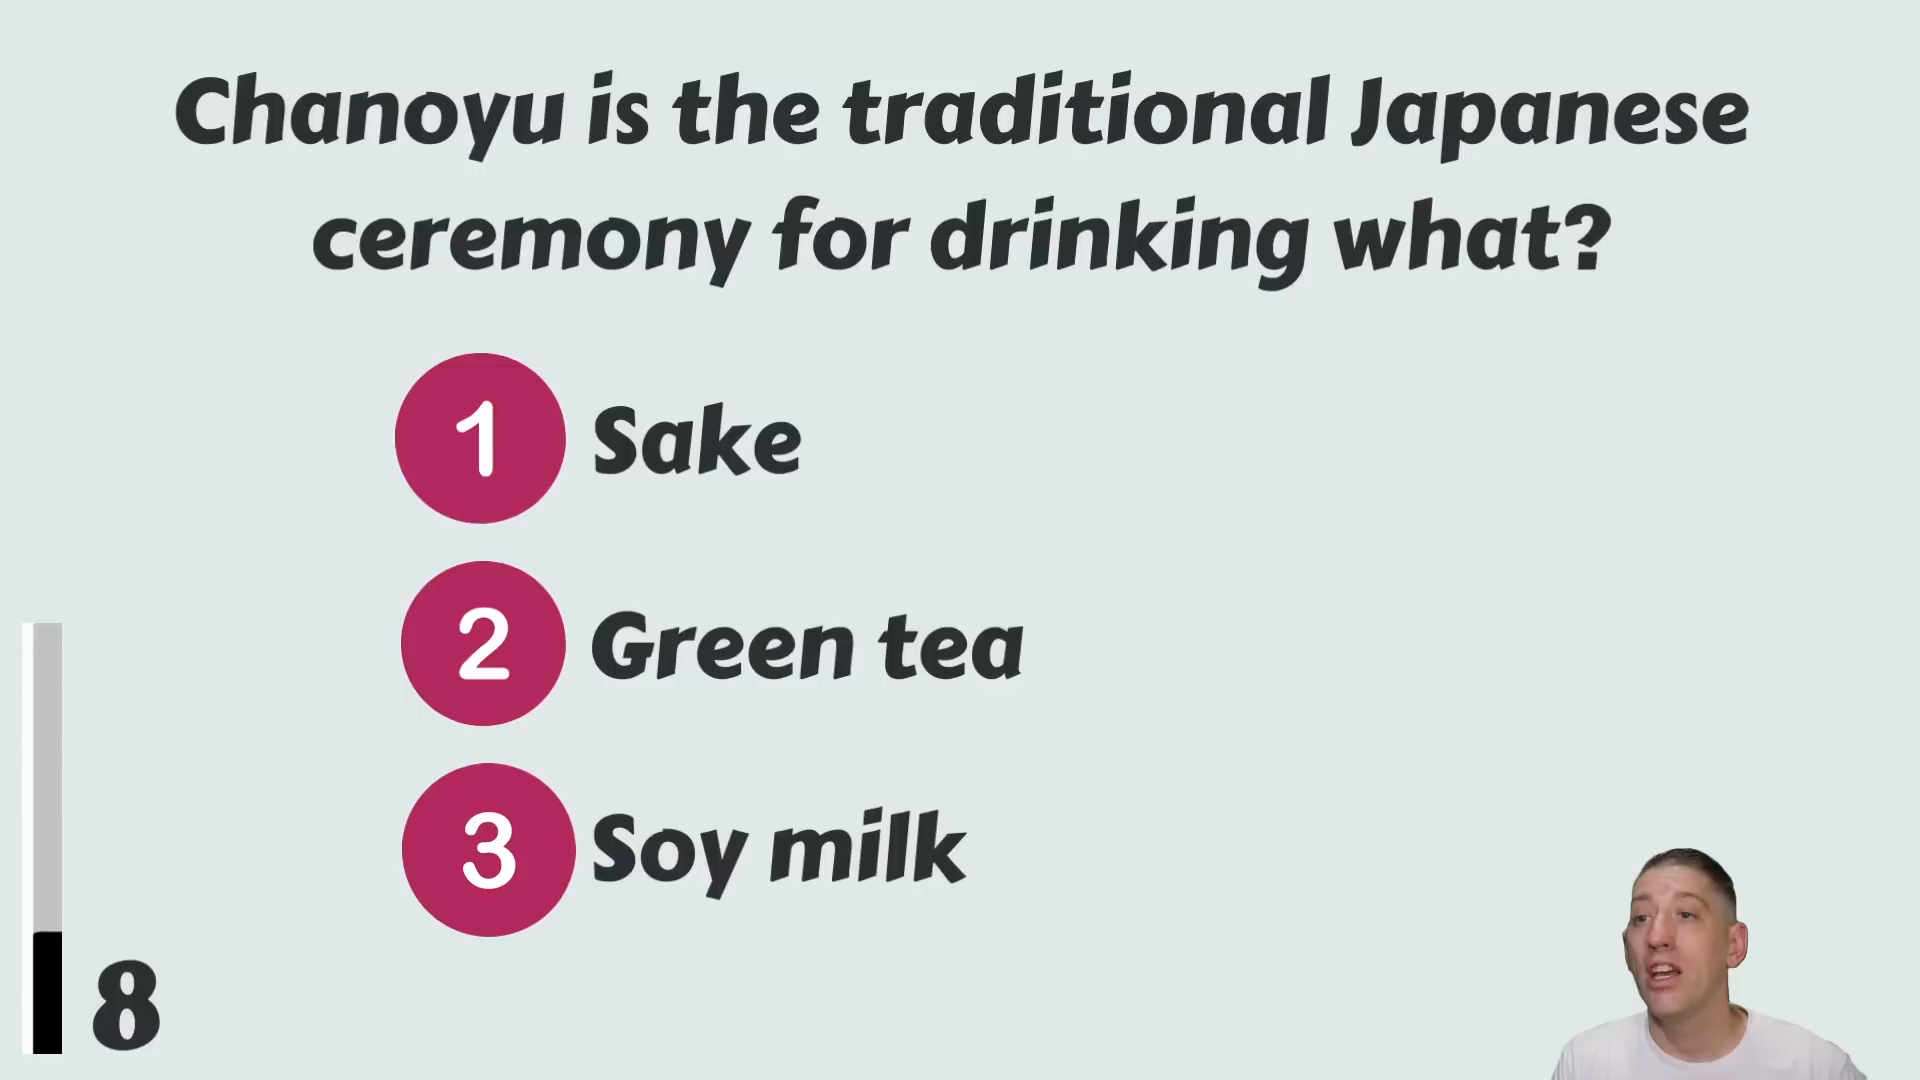 Chanoyu is the traditional Japanese
ceremony for drinking what?
1 Sake
2 Green tea
3 Soy milk
8